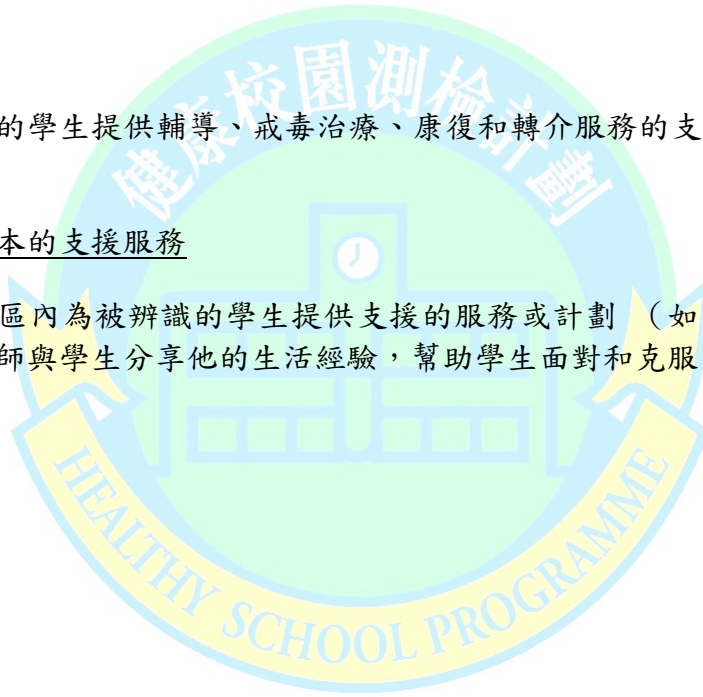 健康校園測檢計劃
的學生提供輔導、戒毒治療、康復和轉介服務的支
本的支援服務
區內為被辨識的學生提供支援的服務或計劃 （如
師與學生分享他的生活經驗，幫助學生面對和克服
HEALTHY SCHOOL PROGRAMME